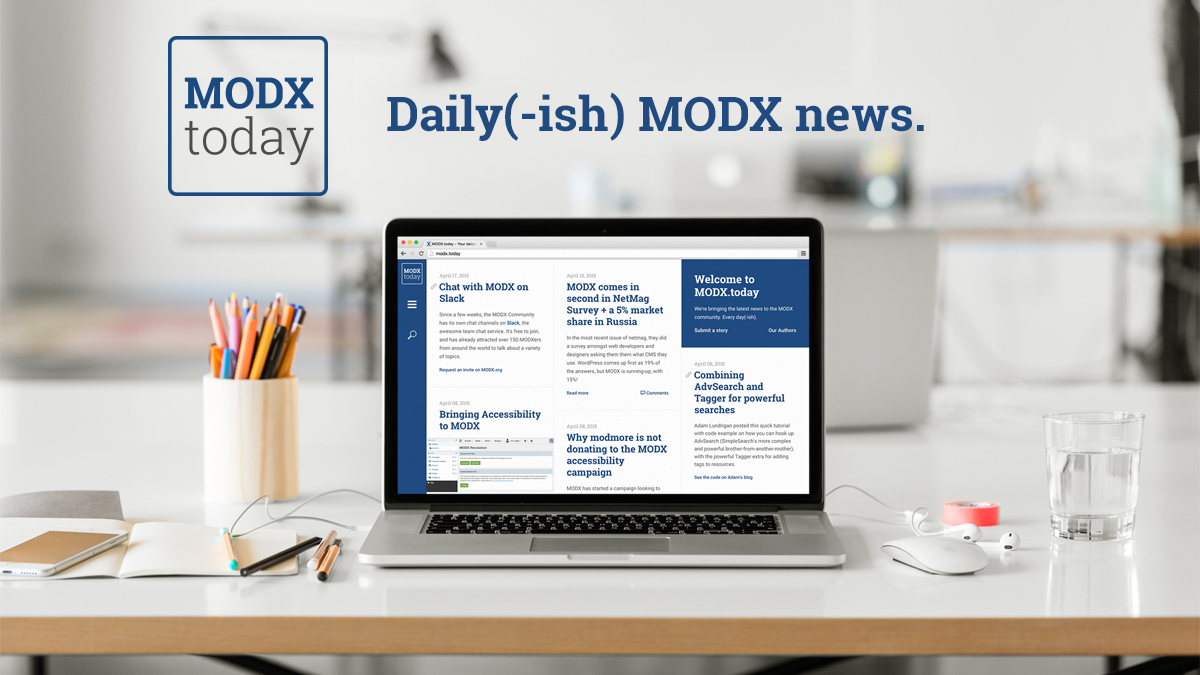 MODX
today
Daily(-ish) MODX news.
MODX.today – Your daily
modx.today
MODX
today
April 17, 2015
Chat with MODX on
Slack
Since a few weeks, the MODX Community
has its own chat channels on Slack, the
awesome team chat service. It's free to join,
and has already attracted over 150 MODXers
from around the world to talk about a variety
of topics.
Request an invite on MODX.org
April 09, 2015
Bringing Accessibility
to MODX
MODX Revolution
April 15, 2015
MODX comes in
second in NetMag
Survey + a 5% market
share in Russia
In the most recent issue of netmag, they did
a survey amongst web developers and
designers asking them them what CMS they
use. WordPress comes up first as 19% of
the answers, but MODX is running-up, with
15%!
Read more
Comments
April 08, 2015
Why modmore is not
donating to the MODX
accessibility
campaign
MODX has started a campaign looking to
Welcome to
MODX.today
We're bringing the latest news to the MODX
community. Every day(-ish).
Submit a story
Our Authors
April 08, 2015
Combining
AdvSearch and
Tagger for powerful
searches
Adam Lundrigan posted this quick tutorial
with code example on how you can hook up
AdvSearch (SimpleSearch's more complex
and powerful brother-from-another-mother),
with the powerful Tagger extra for adding
tags to resources.
See the code on Adam's blog